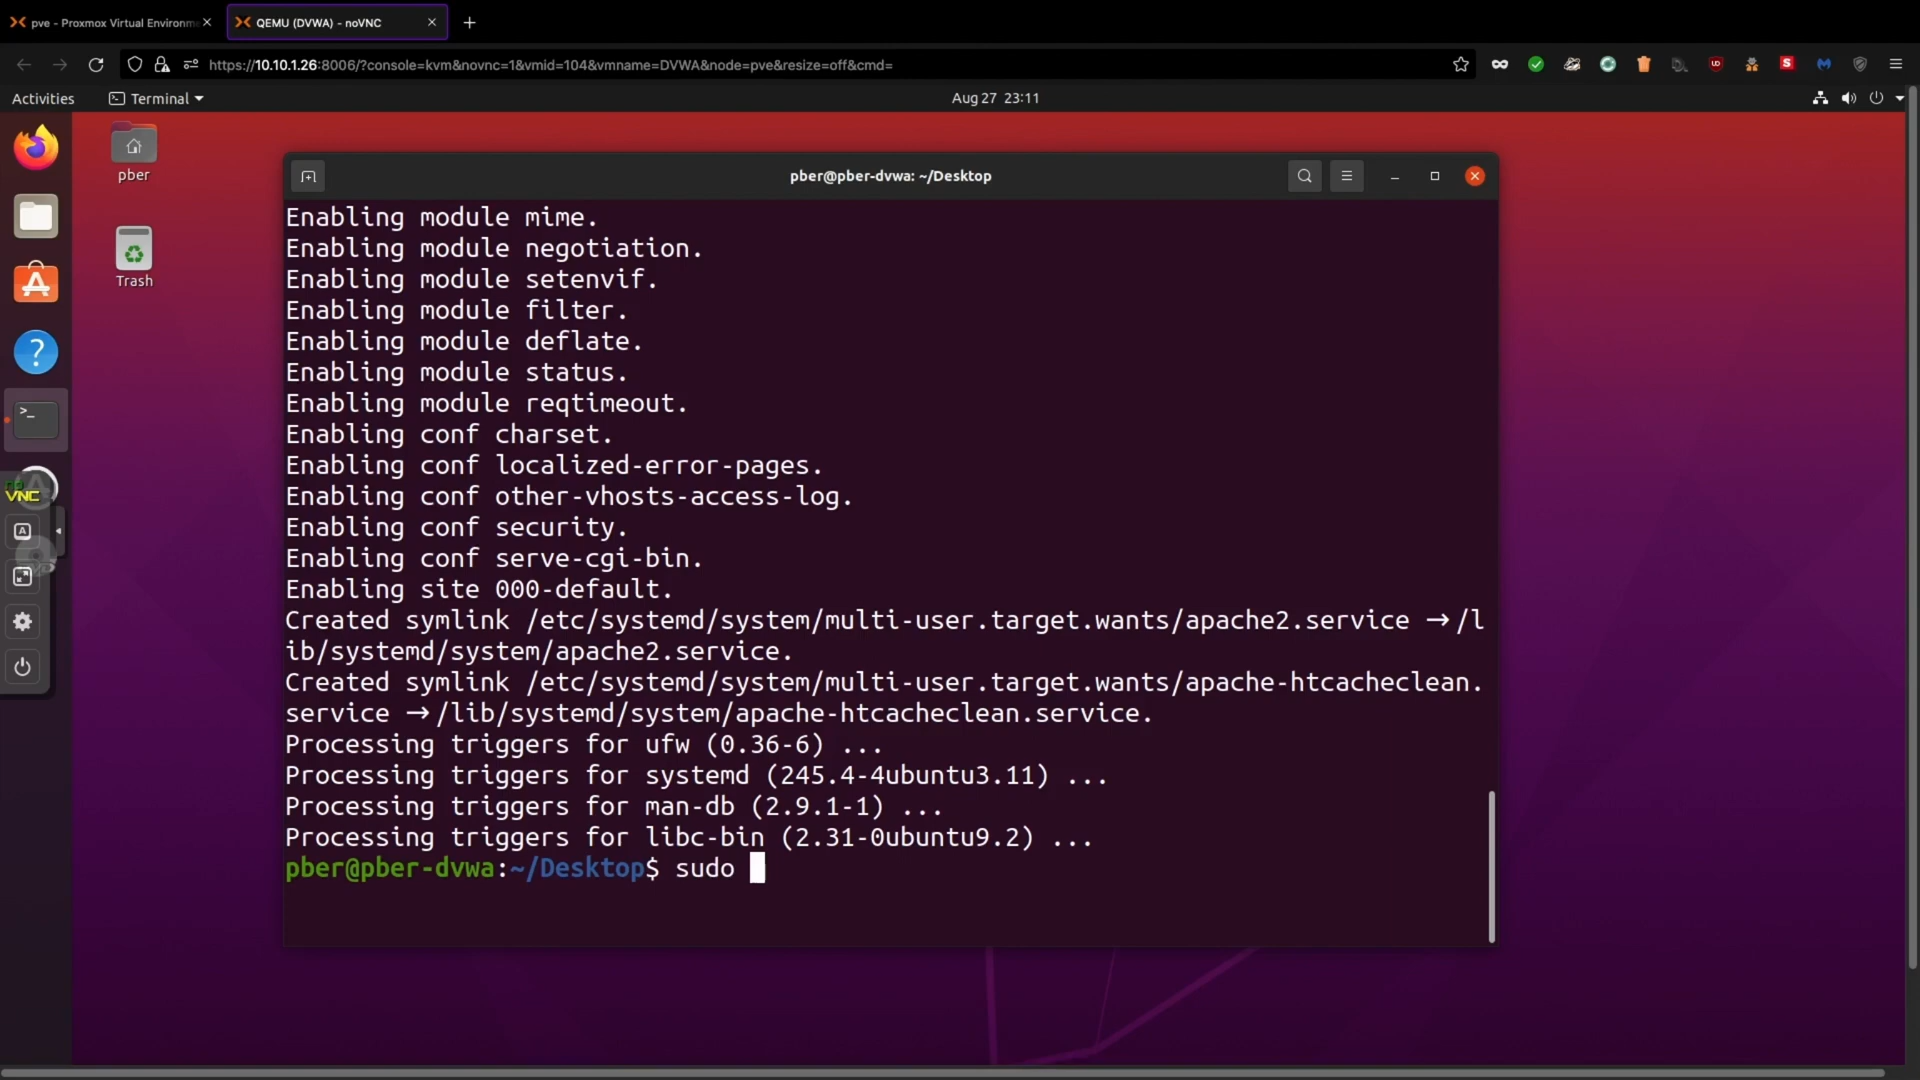 pve - Proxmox Virtual Environm
QEMU (DVWA) - noVNC
https://10.10.1.26:8006/?console=kvm&novnc=1&vmid=104&vmname=DVWA&node=pve&resize=off&cmd=
Activities
Terminal
Aug 27 23:11
pber
Trash
pber@pber-dvwa: ~/Desktop
Enabling module mime.
Enabling module negotiation.
Enabling module setenvif.
Enabling module filter.
Enabling module deflate.
Enabling module status.
Enabling module reqtimeout.
Enabling conf charset.
Enabling conf localized-error-pages.
Enabling conf other-vhosts-access-log.
Enabling conf security.
Enabling conf serve-cgi-bin.
Enabling site 000-default.
Created symlink /etc/systemd/system/multi-user.target.wants/apache2.service → /l
ib/systemd/system/apache2.service.
Created symlink /etc/systemd/system/multi-user.target.wants/apache-htcacheclean.
service → /lib/systemd/system/apache-htcacheclean.service.
Processing triggers for ufw (0.36-6) ...
Processing triggers for systemd (245.4-4ubuntu3.11) ...
Processing triggers for man-db (2.9.1-1) ...
Processing triggers for libc-bin (2.31-0ubuntu9.2) ...
pber@pber-dvwa:~/Desktop$ sudo
no
VNC